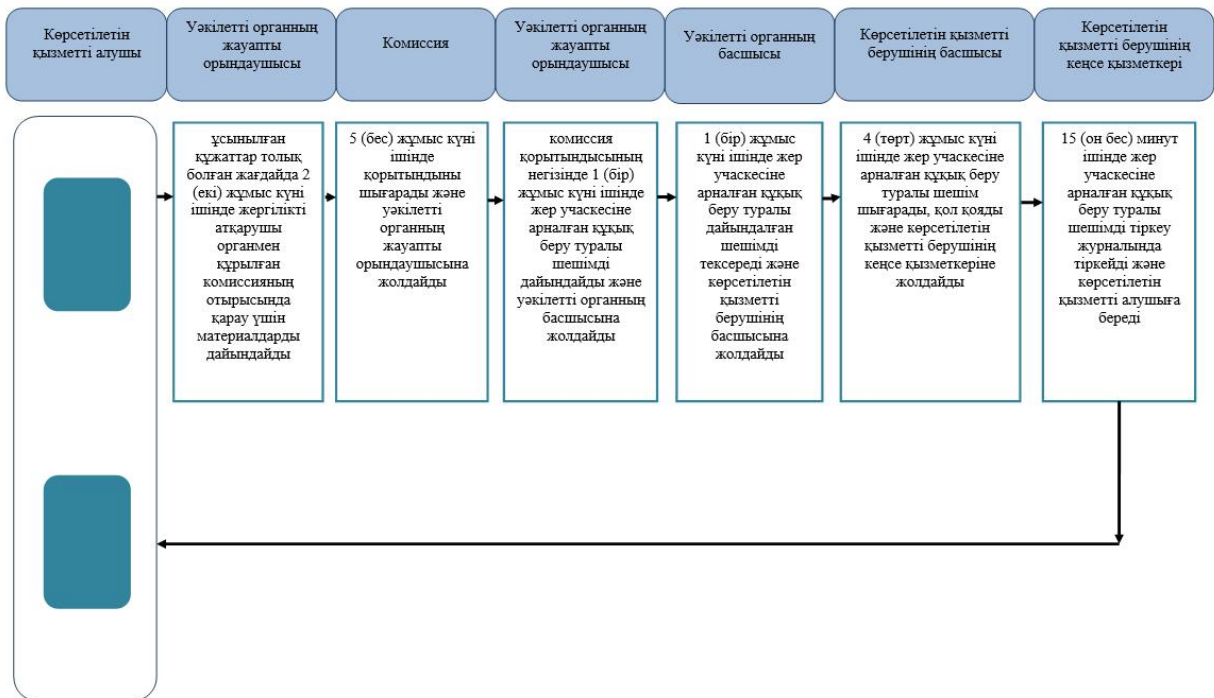 Көрсетілетін
қызметті алушы
Уәкілетті органның
жауапты
орындаушысы
Комиссия
Уәкілетті органның
жауапты
орындаушысы
Уәкілетті органның
басшысы
Көрсетілетін қызметті
берушінің басшысы
Көрсетілетін
қызметті берушінің
кеңсе қызметкері
ұсынылған
құжаттар толық
болған жағдайда 2
(екі) жұмыс күні
ішінде жергілікті
атқарушы
органмен
құрылған
комиссияның
отырысында
қарау үшін
материалдарды
дайындайды
5 (бес) жұмыс күні
ішінде
қорытындыны
шығарады және
уәкілетті
органның
жауапты
орындаушысына
жолдайды
комиссия
қорытындысының
негізінде 1 (бір)
жұмыс күні ішінде
жер учаскесіне
арналған құқық
беру туралы
шешімді
дайындайды және
уәкілетті органның
басшысына
жолдайды
1 (бір) жұмыс
күні ішінде жер
учаскесіне
арналған құқық
беру туралы
дайындалған
шешімді
тексереді және
көрсетілетін
қызметті
берушінің
басшысына
жолдайды
4 (төрт) жұмыс күні
ішінде жер учаскесіне
арналған құқық беру
туралы шешім
шығарады, қол қояды
және көрсетілетін
қызметті берушінің
кеңсе қызметкеріне
жолдайды
15 (он бес) минут
ішінде жер
учаскесіне
арналған құқық
беру туралы
шешімді тіркеу
журналында
тіркейді және
көрсетілетін
қызметті алушыға
береді